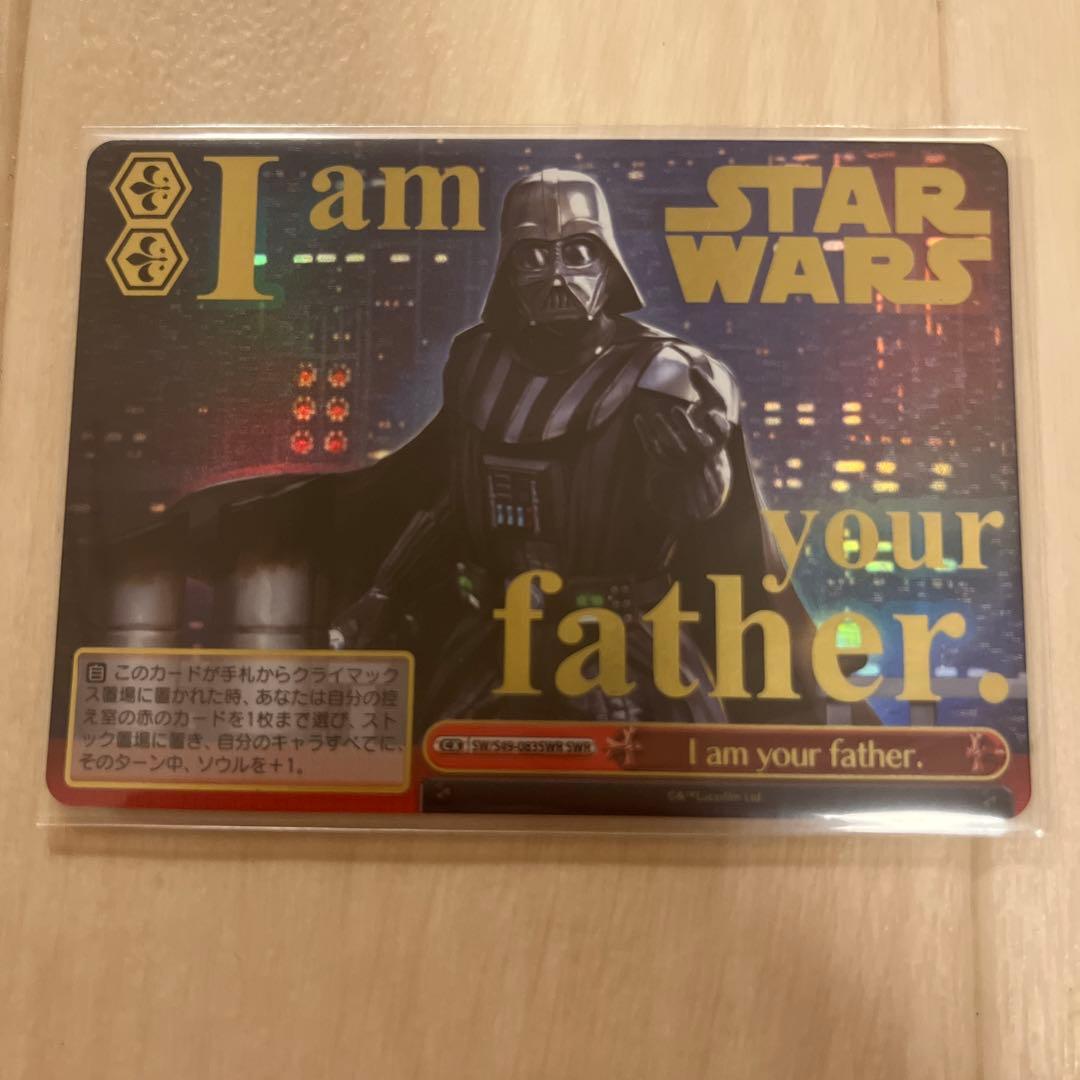 I am
STAR
WARS
your
father.
自 このカードが手札からクライマック
ス置場に置かれた時、あなたは自分の控
え室の赤のカードを1枚まで選び、スト
ック置場に置き、自分のキャラすべてに、
そのターン中、ソウルを+1。
CX SW/S49-083SWR SWR
I am your father.
©&™Lucasfilm Ltd.